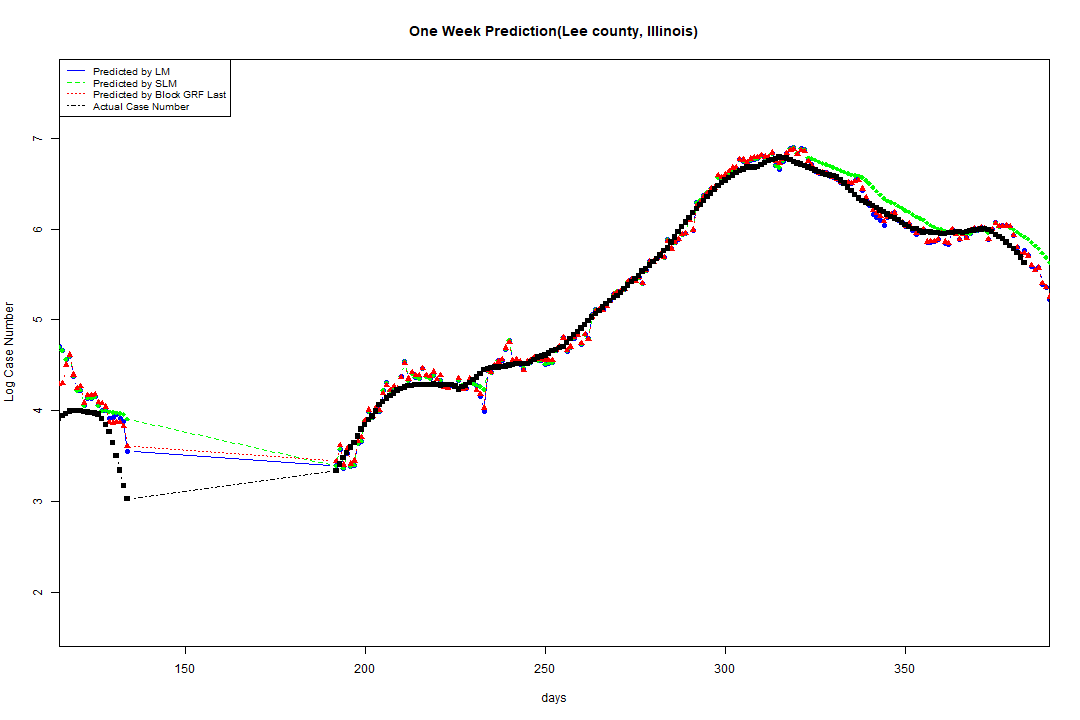 One Week Prediction(Lee county, Illinois)
Predicted by LM
Predicted by SLM
Predicted by Block GRF Last
Actual Case Number
7
6
5
4
3
2
Log Case Number
150 200 250 300 350
days